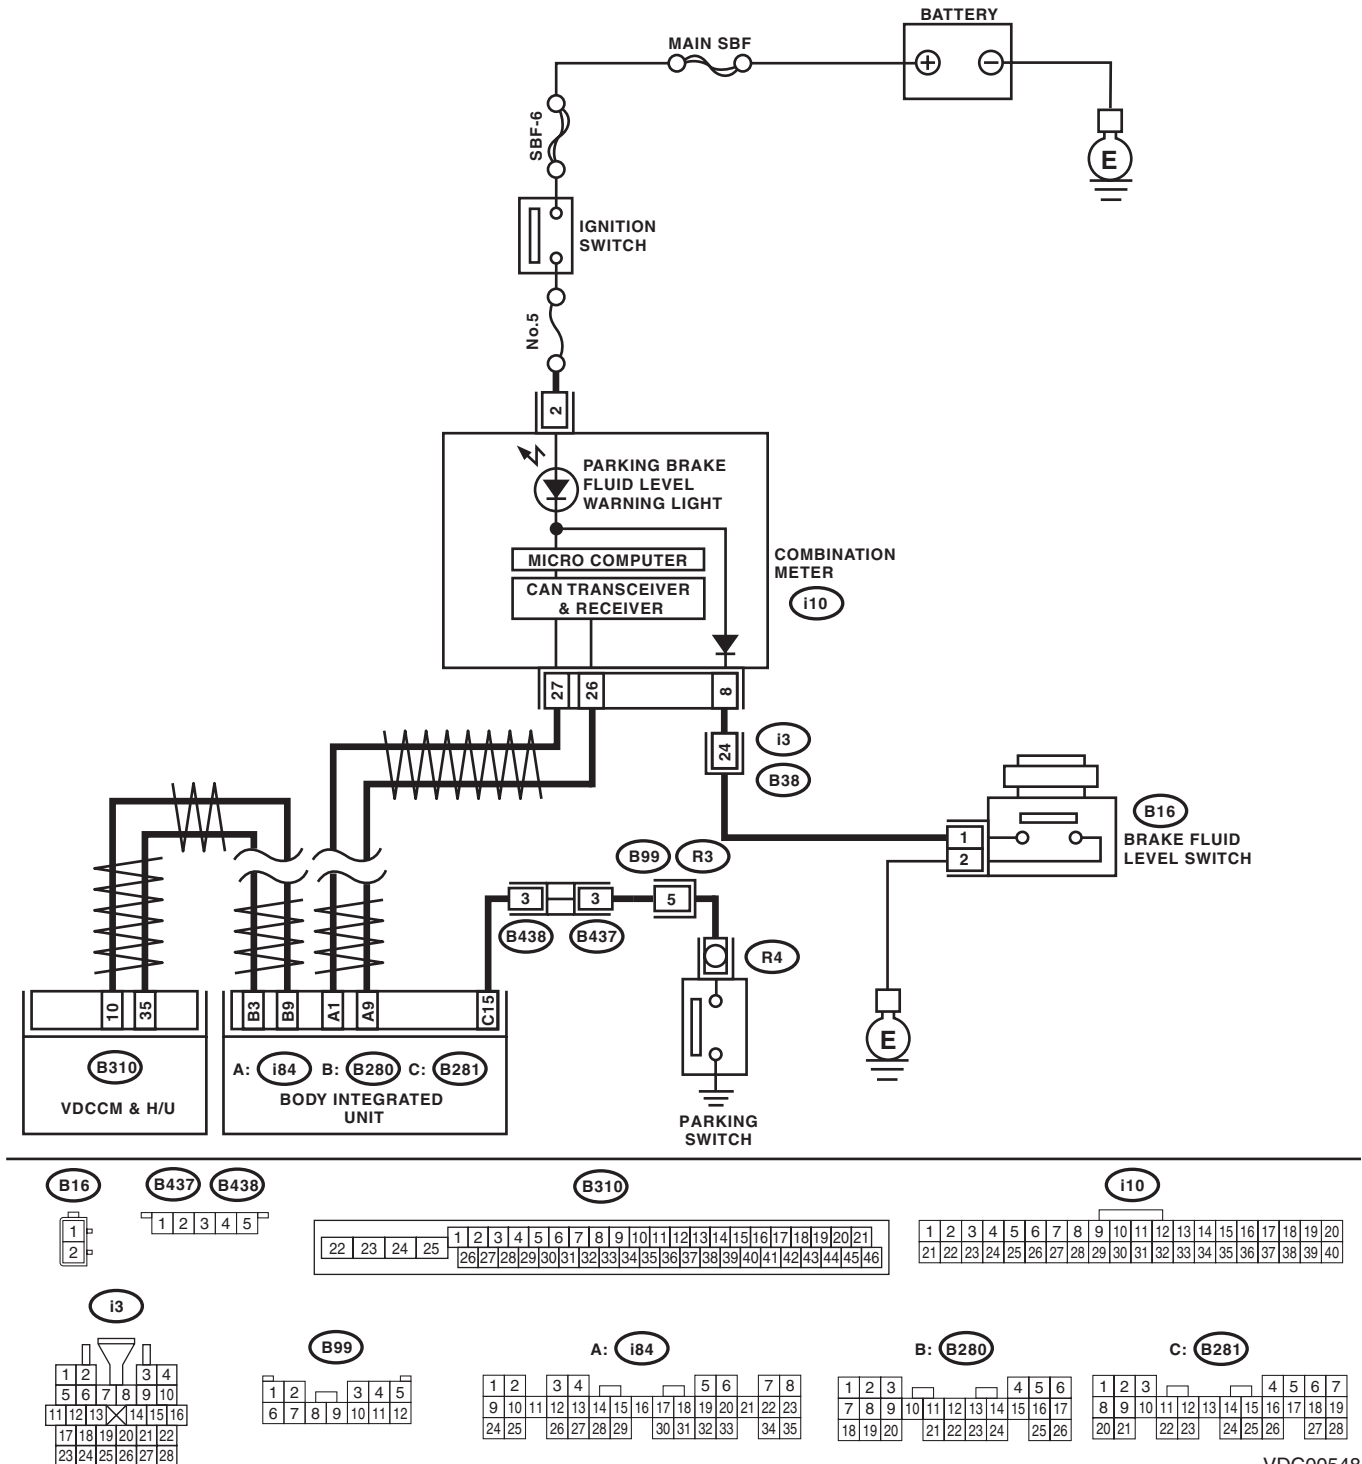 BATTERY
MAIN SBF
SBF-6
E
IGNITION
SWITCH
No.5
2
PARKING BRAKE
FLUID LEVEL
WARNING LIGHT
MICRO COMPUTER
CAN TRANSCEIVER
& RECEIVER
COMBINATION
METER
i10
27 26 8
24
i3
B38
B16
BRAKE FLUID
LEVEL SWITCH
1
2
B99 R3
3 3 5
B438 B437
R4
E
10 35
B3 B9 A1 A9 C15
B310
VDCCM & H/U
A: i84 B: B280 C: B281
BODY INTEGRATED
UNIT
PARKING
SWITCH
B16
1
2
B437 B438
1 2 3 4 5
B310
1 2 3 4 5 6 7 8 9 10 11 12 13 14 15 16 17 18 19 20 21
22 23 24 25
26 27 28 29 30 31 32 33 34 35 36 37 38 39 40 41 42 43 44 45 46
i10
1 2 3 4 5 6 7 8 9 10 11 12 13 14 15 16 17 18 19 20
21 22 23 24 25 26 27 28 29 30 31 32 33 34 35 36 37 38 39 40
i3
1 2 3 4
5 6 7 8 9 10
11 12 13 14 15 16
17 18 19 20 21 22
23 24 25 26 27 28
B99
1 2 3 4 5
6 7 8 9 10 11 12
A: i84
1 2 3 4 5 6 7 8
9 10 11 12 13 14 15 16 17 18 19 20 21 22 23
24 25 26 27 28 29 30 31 32 33 34 35
B: B280
1 2 3 4 5 6
7 8 9 10 11 12 13 14 15 16 17
18 19 20 21 22 23 24 25 26
C: B281
1 2 3 4 5 6 7
8 9 10 11 12 13 14 15 16 17 18 19
20 21 22 23 24 25 26 27 28
VDC00548